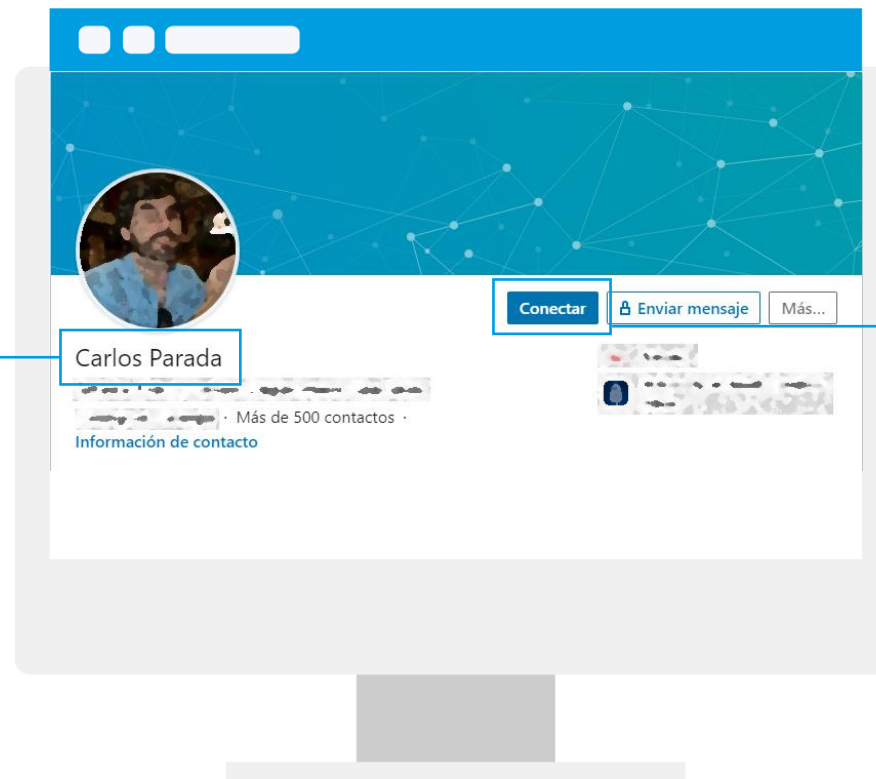 Conectar
Enviar mensaje
Más...
Carlos Parada
· Más de 500 contactos ·
Información de contacto